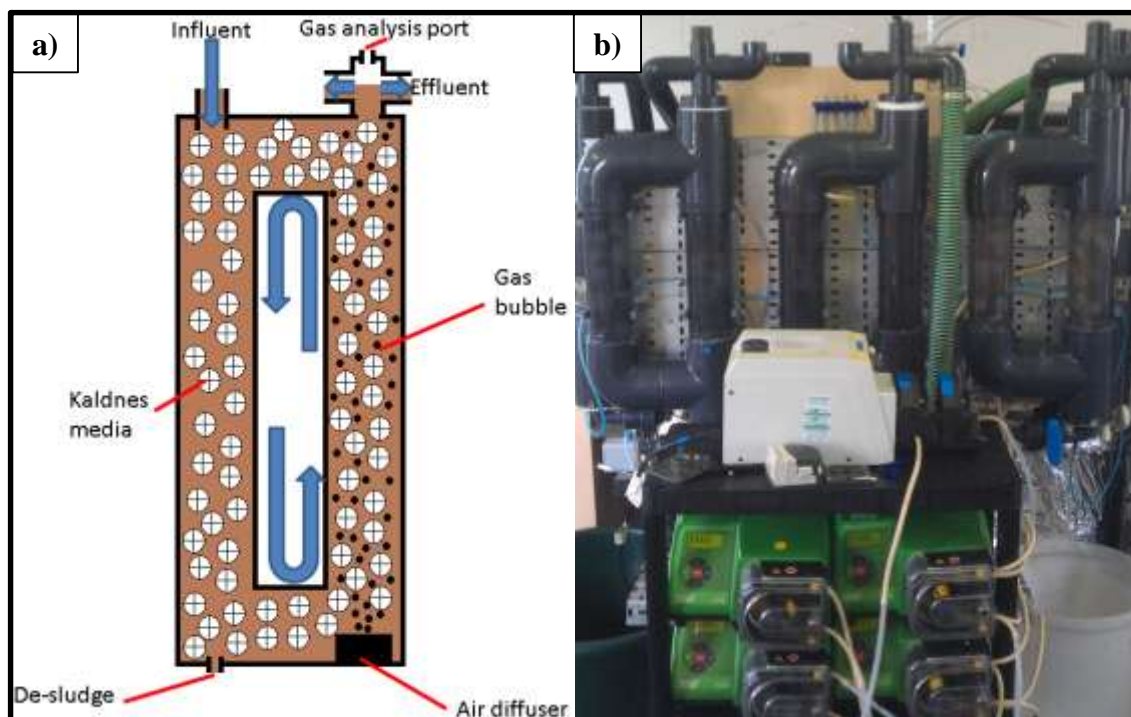 a)
Influent
Gas analysis port
Effluent
Gas
bubble
Kaldnes
media
De-sludge
Air diffuser
b)